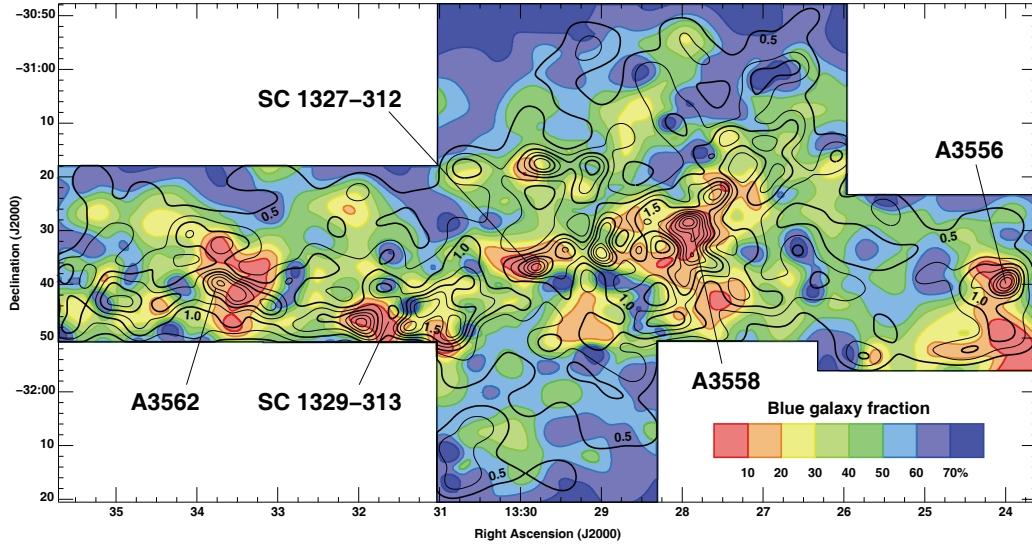 −30:50
−31:00
10
20
30
40
50
−32:00
10
20
Declination (J2000)
SC 1327−312
A3556
A3562
SC 1329−313
A3558
0.5
0.5
1.5
1.0
0.5
1.0
1.0
1.5
1.0
0.5
0.5
Blue galaxy fraction
10 20 30 40 50 60 70%
35 34 33 32 31 13:30 29 28 27 26 25 24
Right Ascension (J2000)